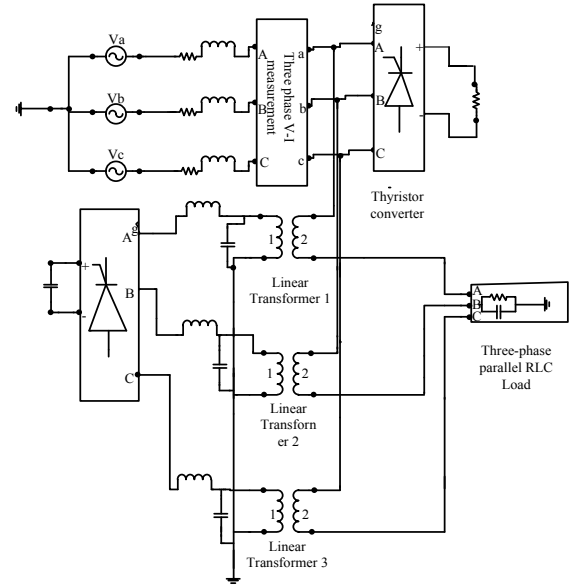 Va
Vb
Vc
A
B
C
Three phase V-I
measurement
a
b
c
g
A
B
C
+
-
Thyristor
converter
g
A
B
C
+
-
1 2
Linear
Transformer 1
1 2
Linear
Transforn
er 2
1 2
Linear
Transformer 3
A
B
C
Three-phase
parallel RLC
Load